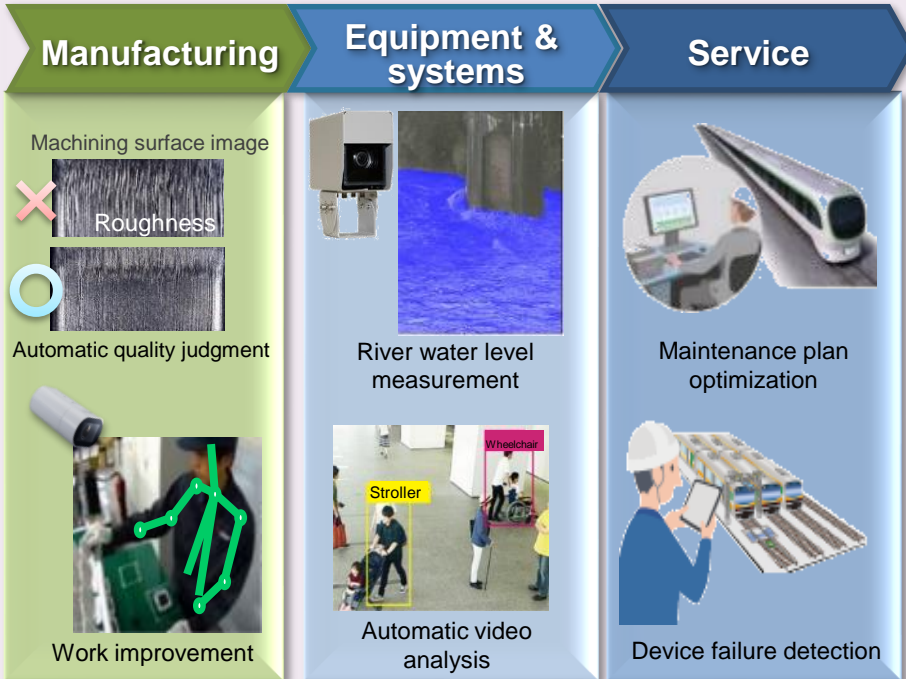 Manufacturing
Equipment &
systems
Service
Machining surface image
Roughness
Automatic quality judgment
Work improvement
River water level
measurement
Wheelchair
Stroller
Automatic video
analysis
Maintenance plan
optimization
Device failure detection